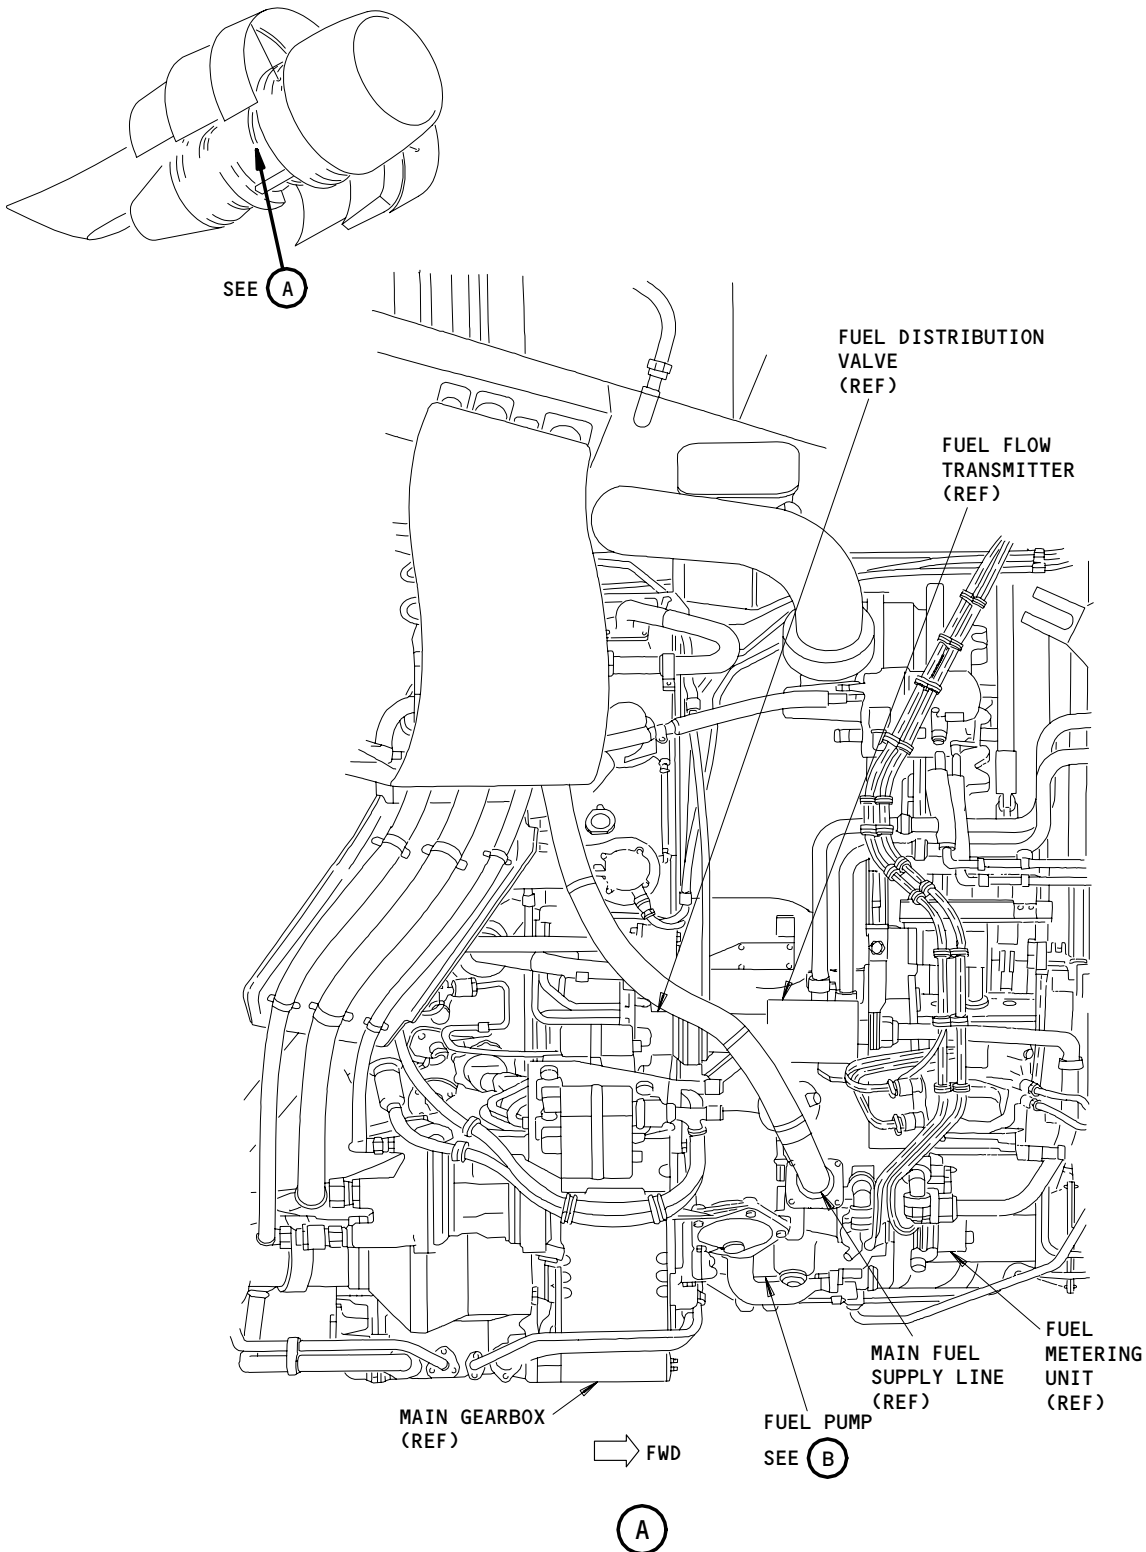 SEE A
FUEL DISTRIBUTION
VALVE
(REF)
FUEL FLOW
TRANSMITTER
(REF)
MAIN GEARBOX
(REF)
FWD
FUEL PUMP
SEE B
MAIN FUEL
SUPPLY LINE
(REF)
FUEL
METERING
UNIT
(REF)
A